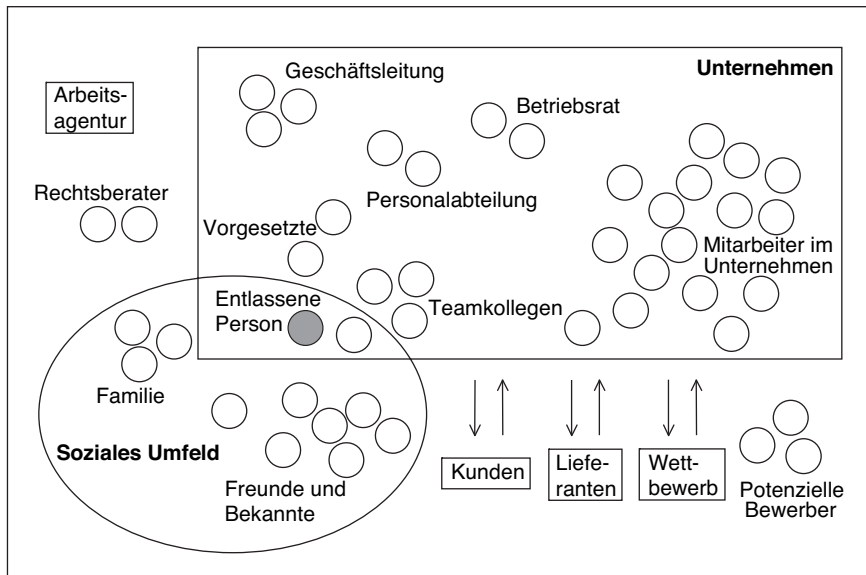 Geschäftsleitung
Unternehmen
Arbeits-
agentur
Betriebsrat
Rechtsberater
Personalabteilung
Vorgesetzte
Mitarbeiter im
Unternehmen
Entlassene
Person
Teamkollegen
Familie
Soziales Umfeld
Freunde und
Bekannte
Kunden
Liefe-
ranten
Wett-
bewerb
Potenzielle
Bewerber